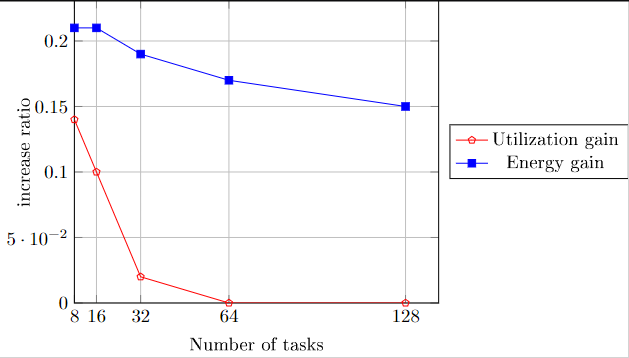 0.2
0.15
0.1
5 · 10⁻²
0
increase ratio
8 16 32 64 128
Number of tasks
Utilization gain
Energy gain